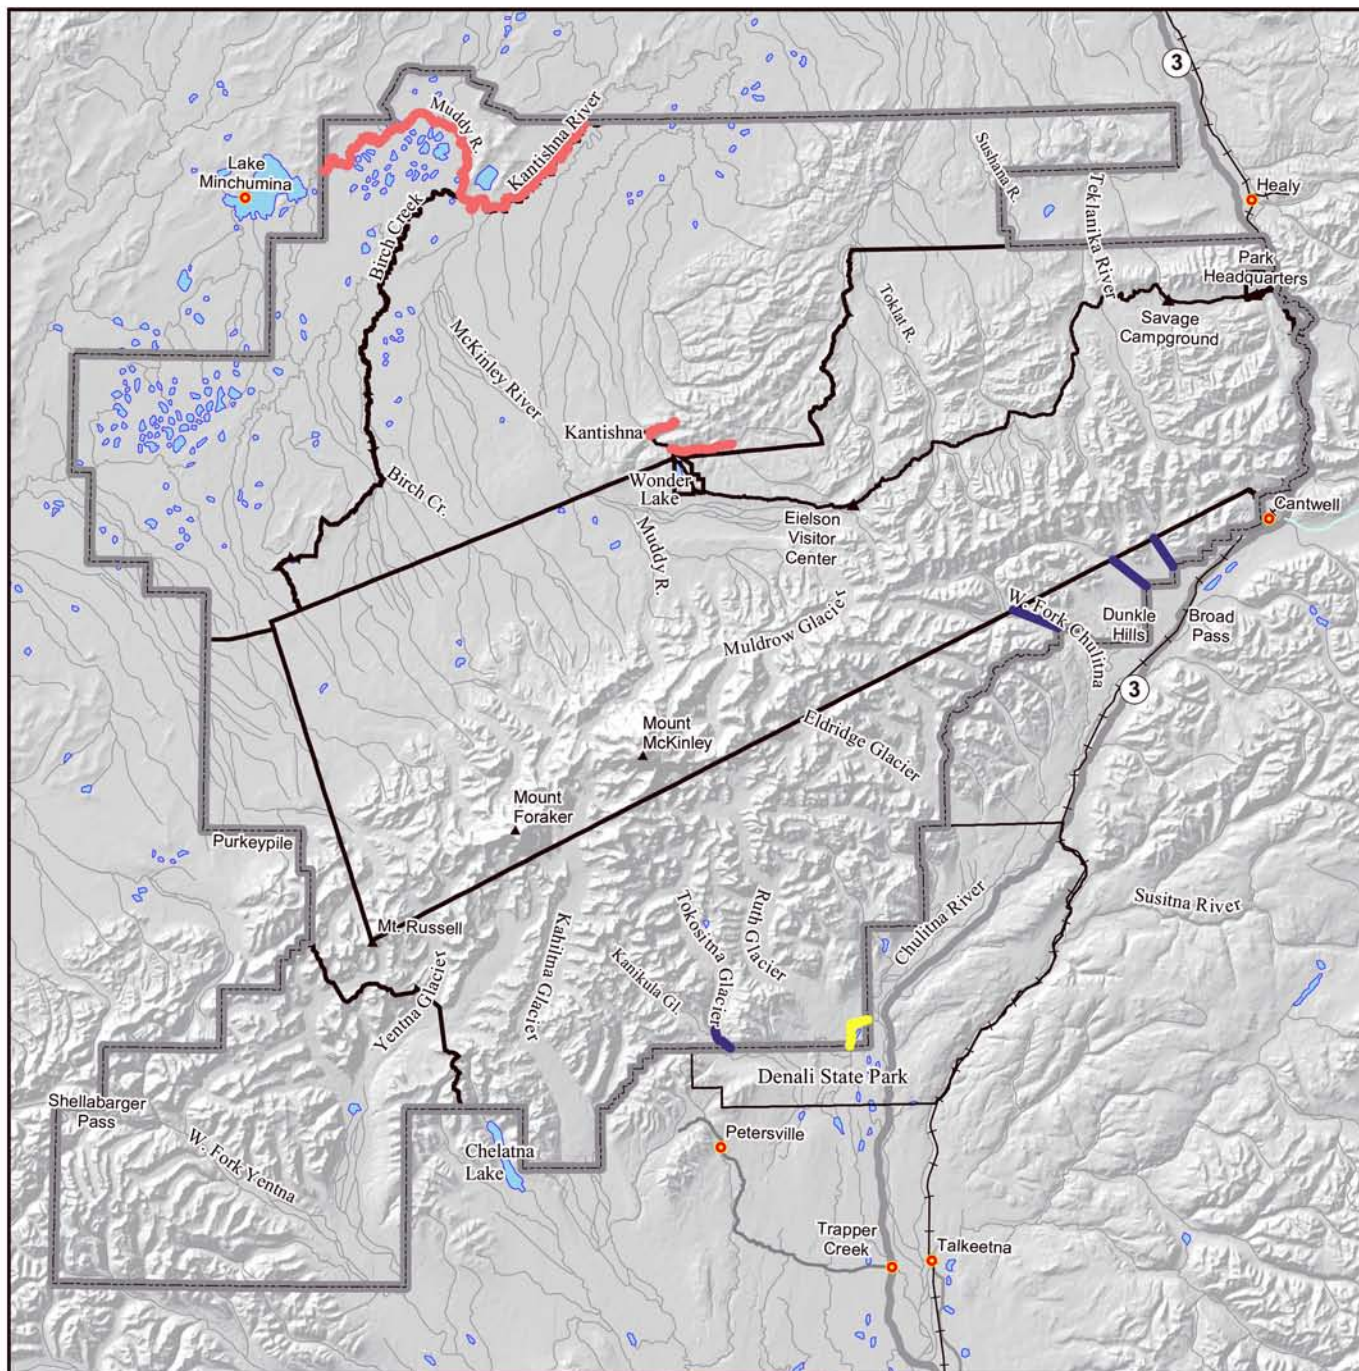 3
Muddy R.
Kantishna River
Lake
Minchumina
Sushana R.
Teklanika River
Healy
Birch Creek
Park
Headquarters
Toklat R.
Savage
Campground
McKinley River
Kantishna
Birch Cr.
Wonder
Lake
Eielson
Visitor
Center
Cantwell
Muddy R.
W. Fork Chulitna
Dunkle
Hills
Broad
Pass
Muldrow Glacier
3
Mount
McKinley
Eldridge Glacier
Mount
Foraker
Purkeypile
Mt. Russell
Kahiltna Glacier
Tokositna Glacier
Ruth Glacier
Chulitna River
Susitna River
Kanikula Gl.
Yentna Glacier
Denali State Park
Shellabarger
Pass
W. Fork Yentna
Chelatna
Lake
Petersville
Trapper
Creek
Talkeetna